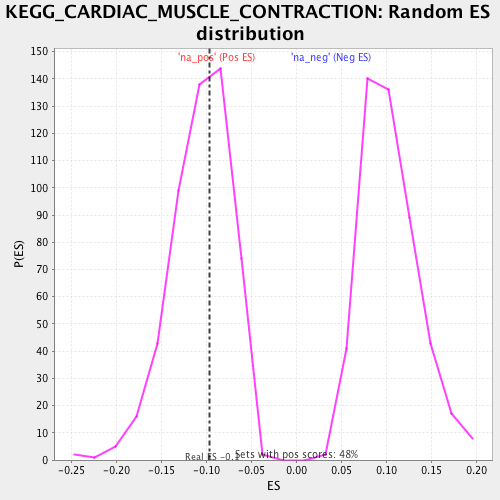 KEGG_CARDIAC_MUSCLE_CONTRACTION: Random ES
distribution
'na_pos' (Pos ES) 'na_neg' (Neg ES)
150
140
130
120
110
100
90
80
70
60
50
40
30
20
10
0
P(ES)
Real ES -0.1
Sets with pos scores: 48%
-0.25 -0.20 -0.15 -0.10 -0.05 0.00 0.05 0.10 0.15 0.20
ES